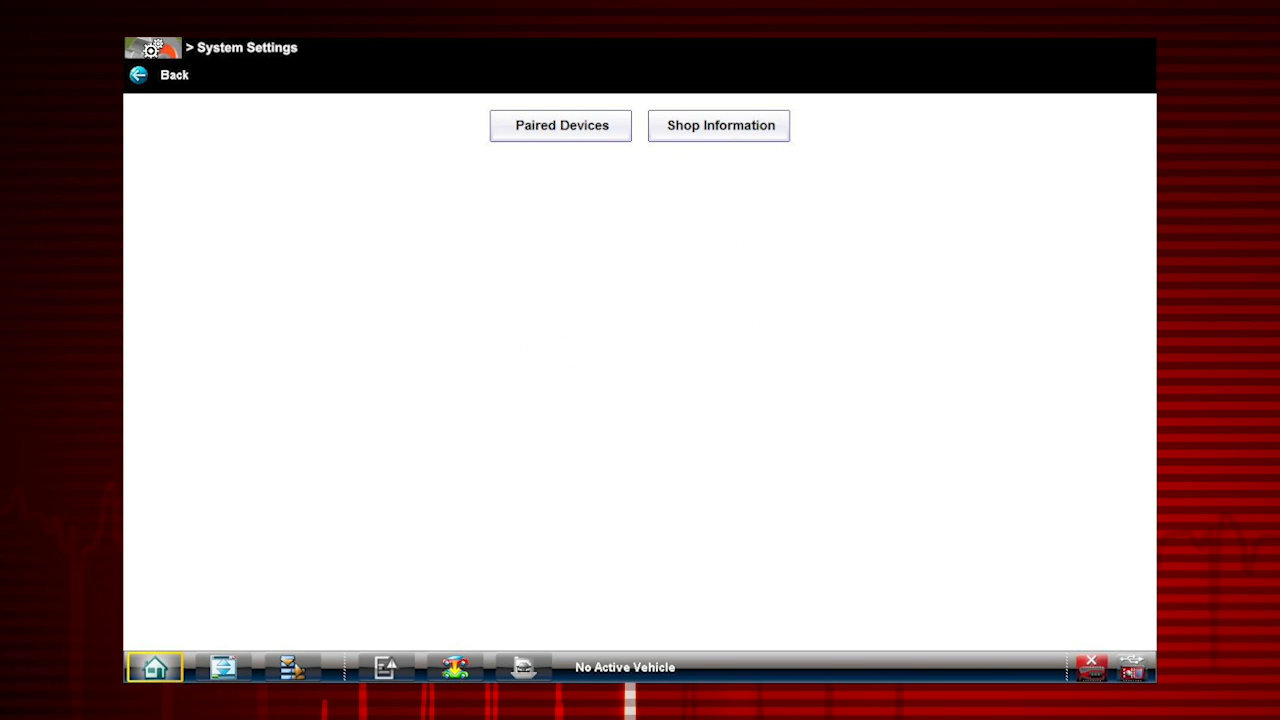 > System Settings
Back
Paired Devices
Shop Information
No Active Vehicle